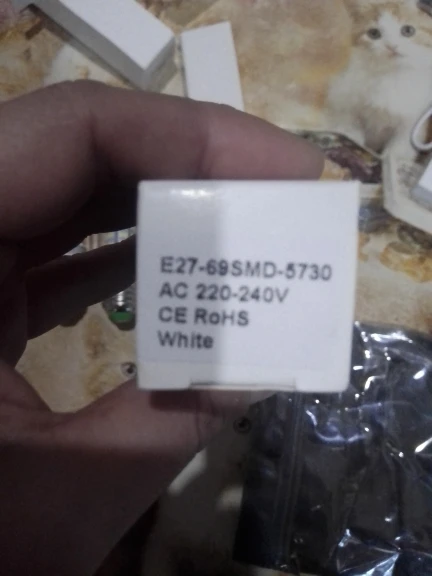 E27-69SMD-5730
AC 220-240V
CE RoHS
White